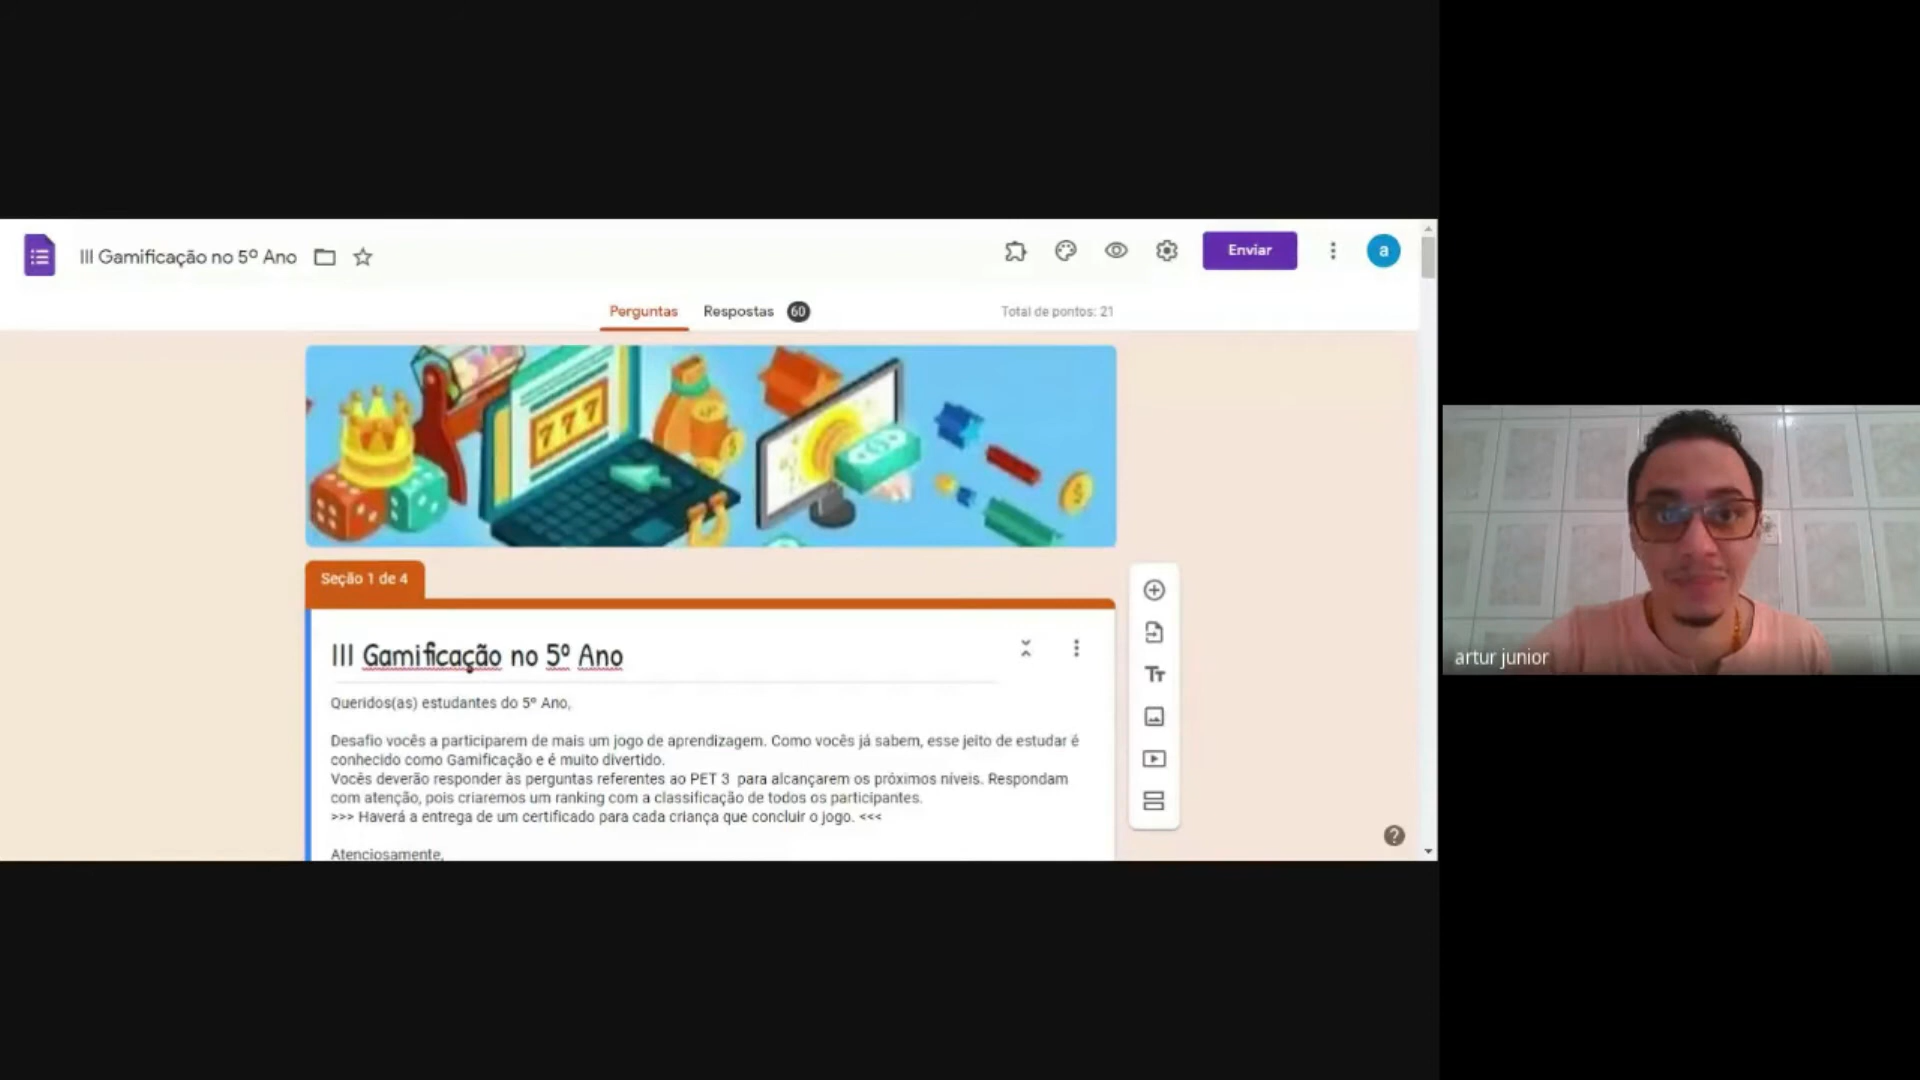 III Gamificação no 5º Ano
Enviar
a
Perguntas
Respostas
60
Total de pontos: 21
777
Seção 1 de 4
III Gamificação no 5º Ano
Queridos(as) estudantes do 5º Ano,
Desafio vocês a participarem de mais um jogo de aprendizagem. Como vocês já sabem, esse jeito de estudar é
conhecido como Gamificação e é muito divertido.
Vocês deverão responder às perguntas referentes ao PET 3 para alcançarem os próximos níveis. Respondam
com atenção, pois criaremos um ranking com a classificação de todos os participantes.
>>> Haverá a entrega de um certificado para cada criança que concluir o jogo. <<<
Atenciosamente,
artur junior